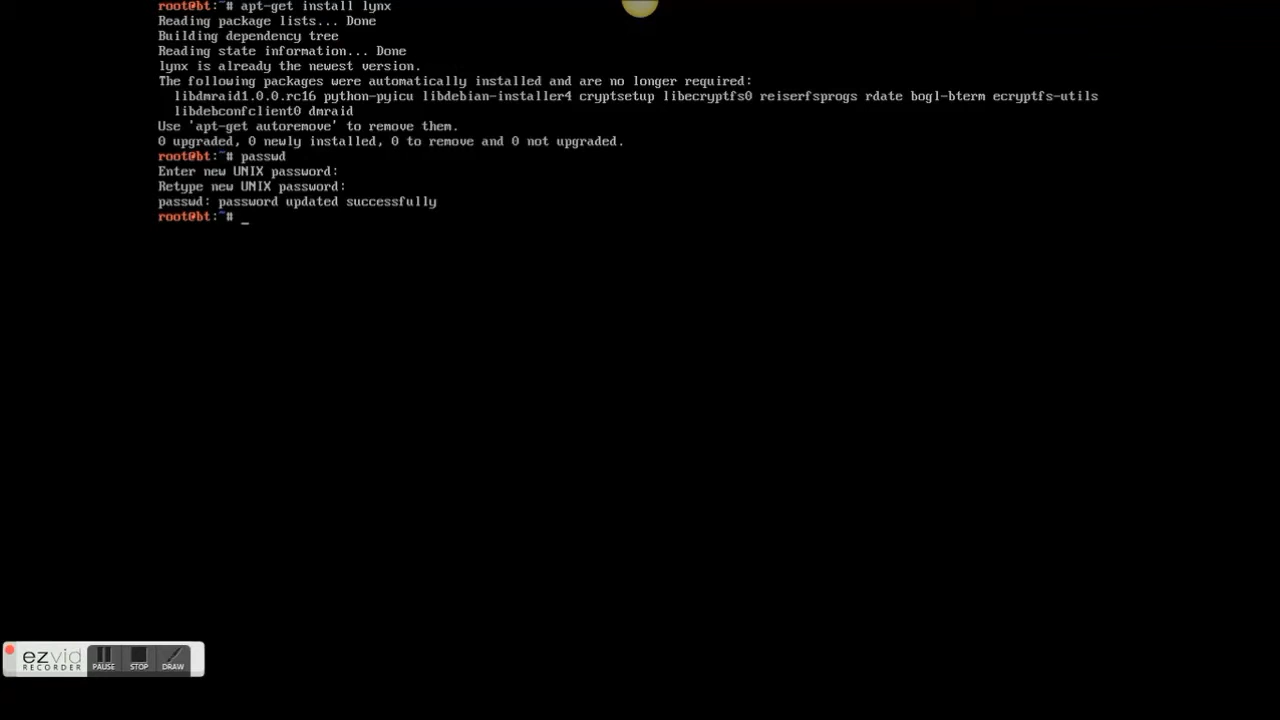 root@bt:~# apt-get install lynx
Reading package lists... Done
Building dependency tree
Reading state information... Done
lynx is already the newest version.
The following packages were automatically installed and are no longer required:
  libdmraid1.0.0.rc16 python-pyicu libdebian-installer4 cryptsetup libecryptfs0 reiserfsprogs rdate bogl-bterm ecryptfs-utils
  libdebconfclient0 dmraid
Use 'apt-get autoremove' to remove them.
0 upgraded, 0 newly installed, 0 to remove and 0 not upgraded.
root@bt:~# passwd
Enter new UNIX password:
Retype new UNIX password:
passwd: password updated successfully
root@bt:~# _
ezvid
RECORDER
PAUSE STOP DRAW